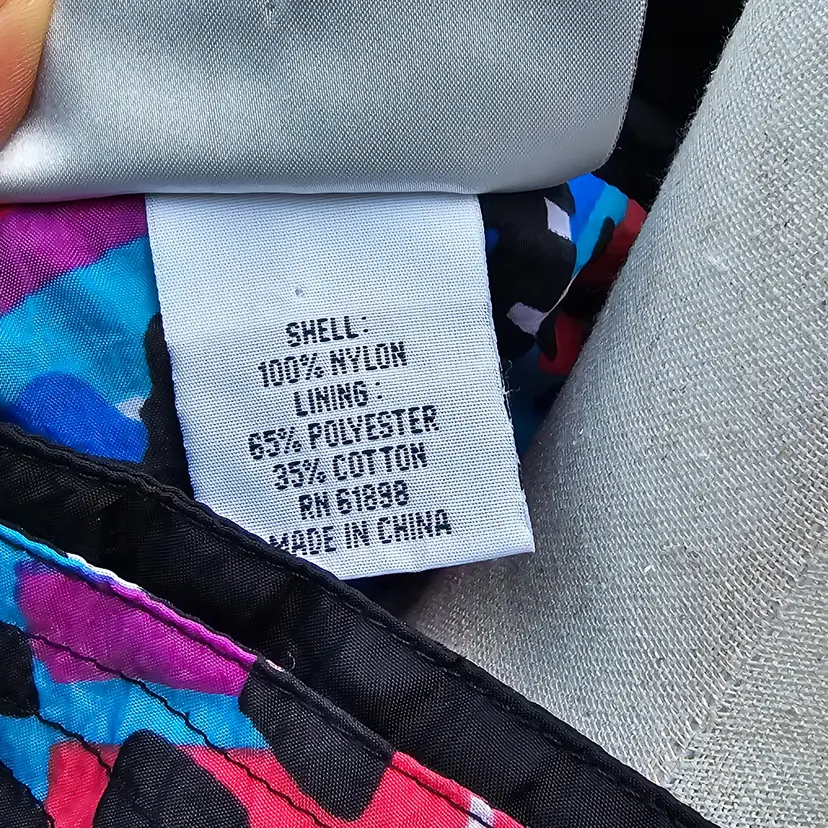 SHELL:
100% NYLON
LINING:
65% POLYESTER
35% COTTON
RN 61898
MADE IN CHINA